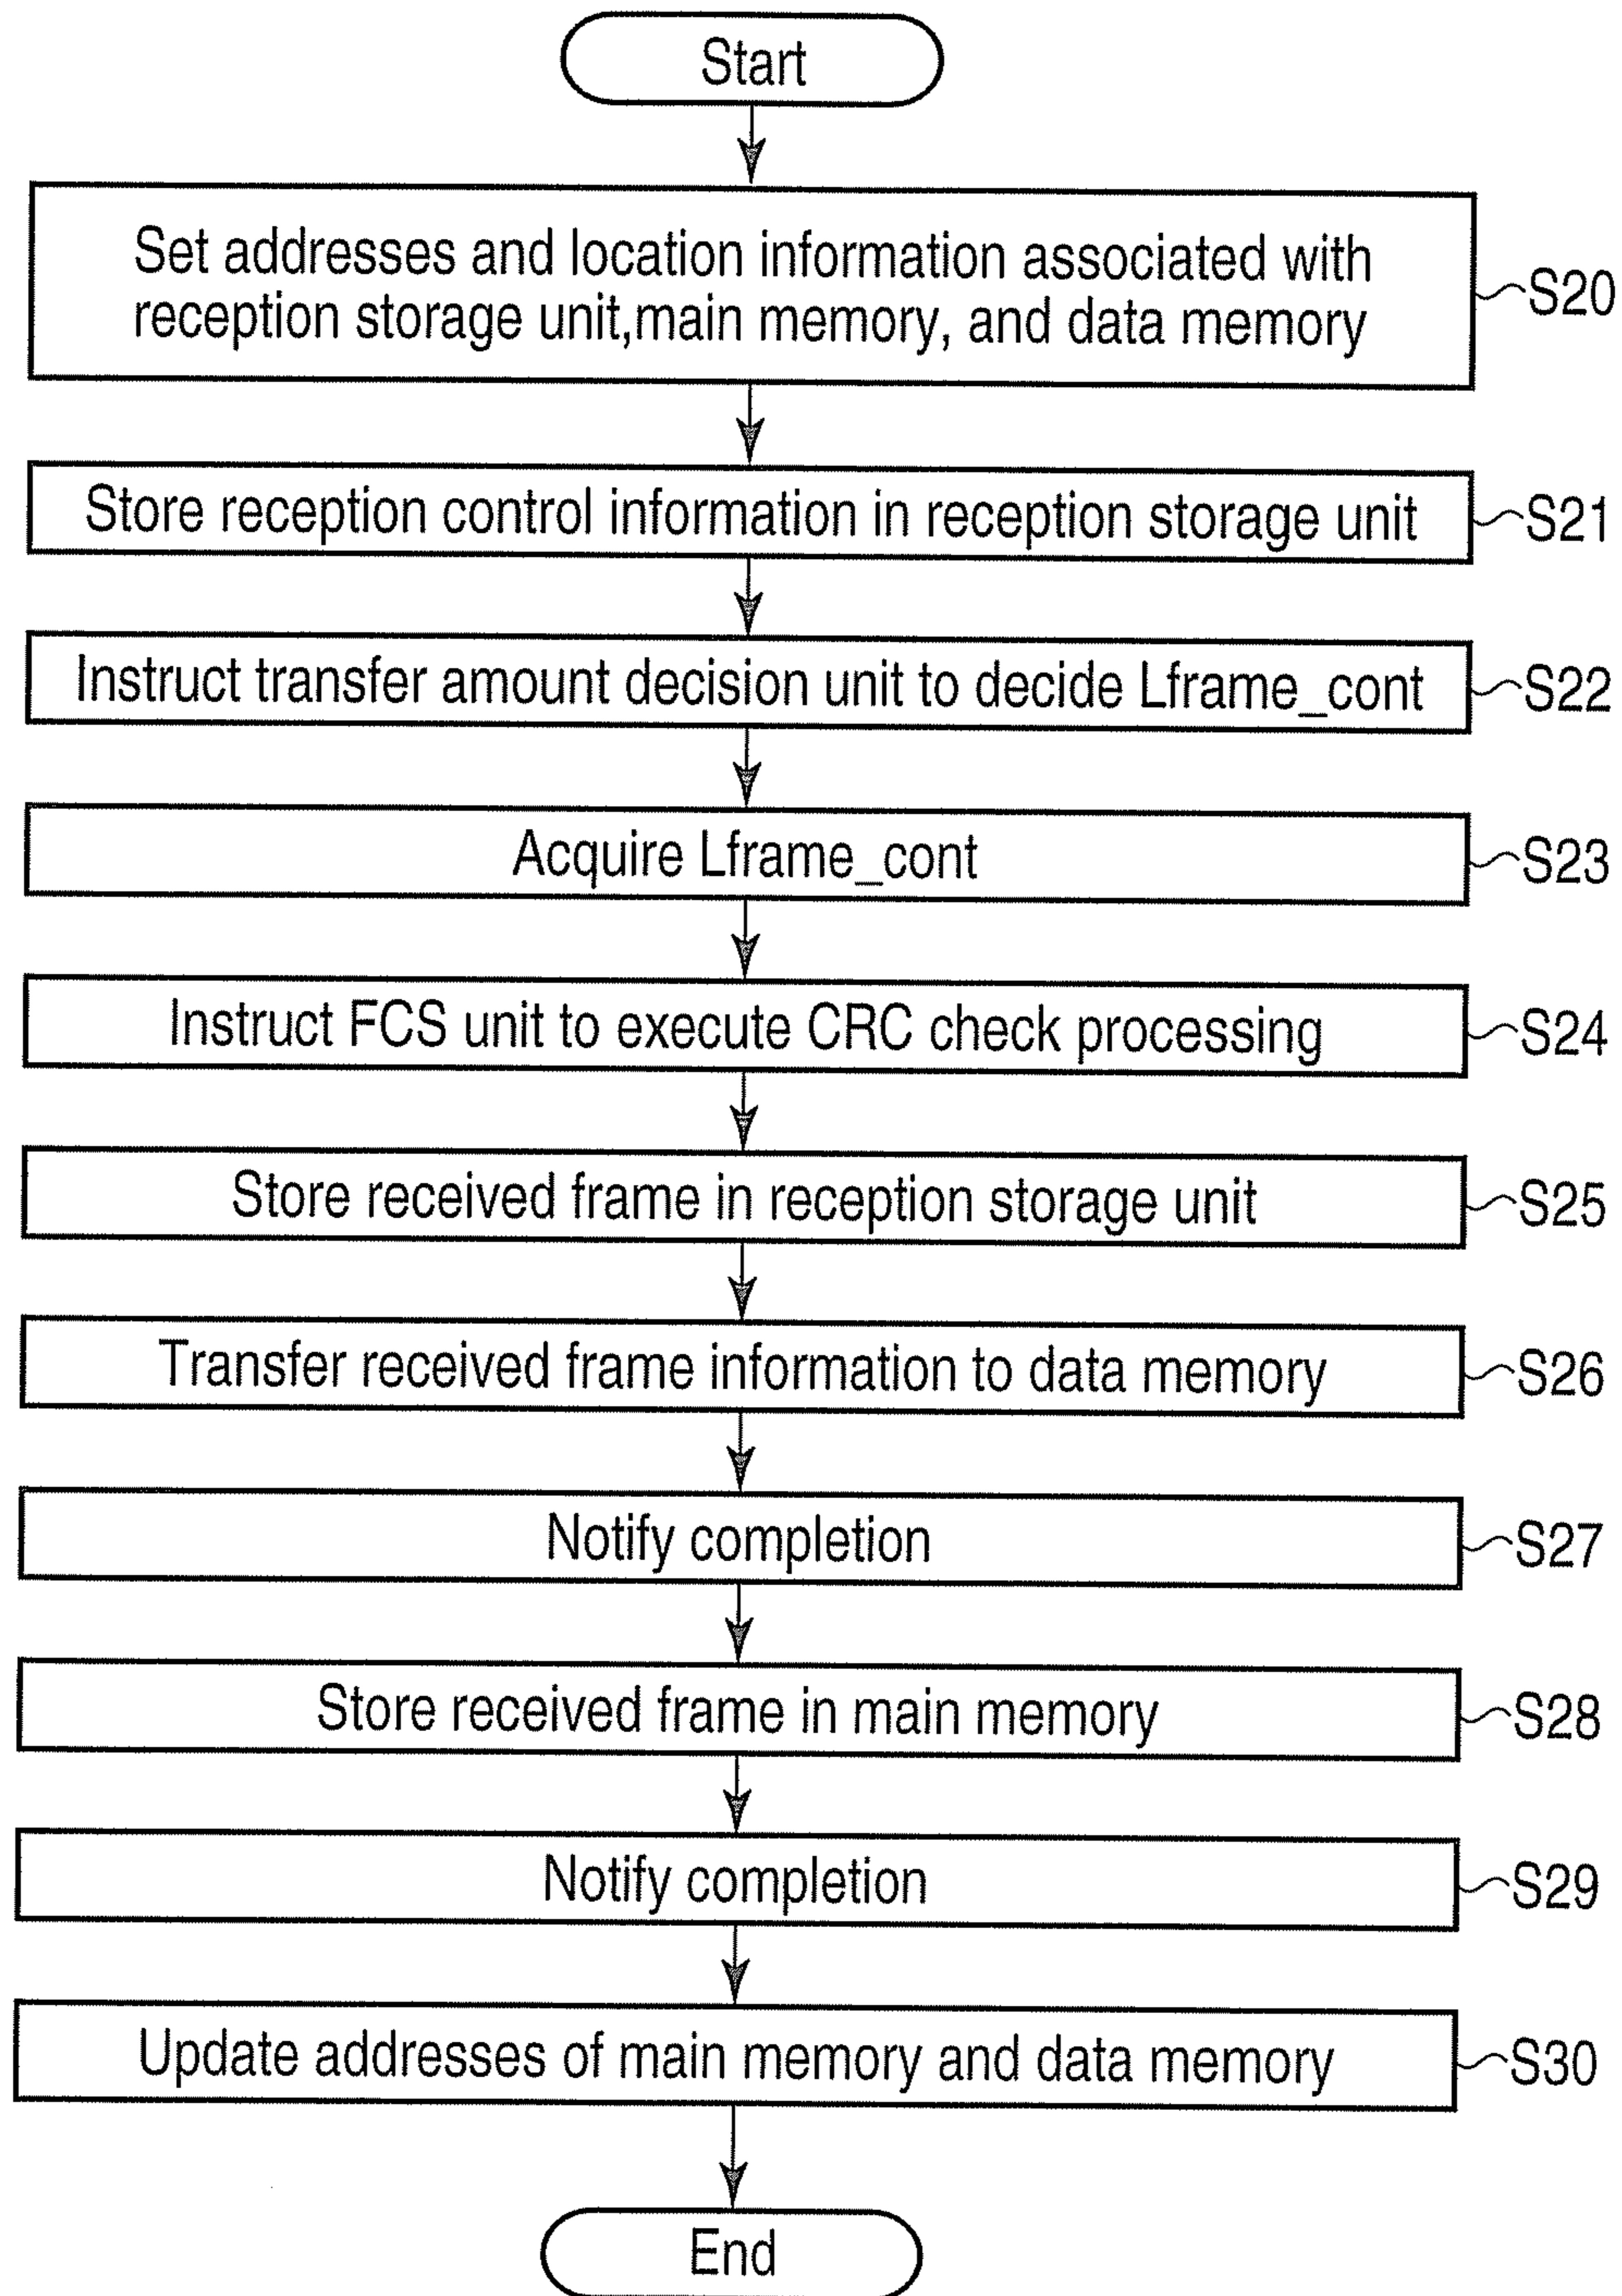 Start
Set addresses and location information associated with
reception storage unit,main memory, and data memory
S20
Store reception control information in reception storage unit
S21
Instruct transfer amount decision unit to decide Lframe_cont
S22
Acquire Lframe_cont
S23
Instruct FCS unit to execute CRC check processing
S24
Store received frame in reception storage unit
S25
Transfer received frame information to data memory
S26
Notify completion
S27
Store received frame in main memory
S28
Notify completion
S29
Update addresses of main memory and data memory
S30
End